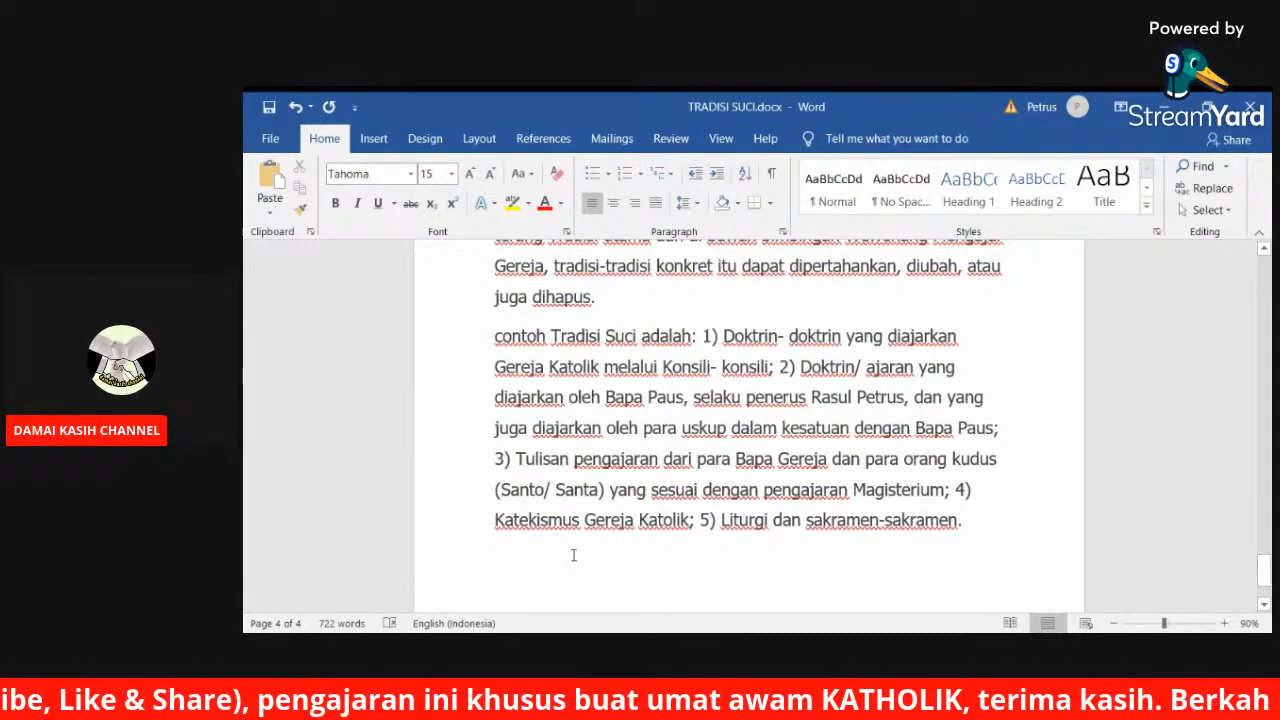 Powered by
StreamYard
TRADISI SUCI.docx - Word
Petrus
P
File Home Insert Design Layout References Mailings Review View Help Tell me what you want to do
Share
Tahoma 15
Aa
Paste
B I U abc x₂ x² A A
AaBbCcDd AaBbCcDd AaBbCc AaBbCcE AaB
¶ Normal ¶ No Spac... Heading 1 Heading 2 Title
Find
Replace
Select
Clipboard Font Paragraph Styles Editing
Gereja, tradisi-tradisi konkret itu dapat dipertahankan, diubah, atau
juga dihapus.
contoh Tradisi Suci adalah: 1) Doktrin- doktrin yang diajarkan
Gereja Katolik melalui Konsili- konsili; 2) Doktrin/ ajaran yang
diajarkan oleh Bapa Paus, selaku penerus Rasul Petrus, dan yang
juga diajarkan oleh para uskup dalam kesatuan dengan Bapa Paus;
3) Tulisan pengajaran dari para Bapa Gereja dan para orang kudus
(Santo/ Santa) yang sesuai dengan pengajaran Magisterium; 4)
Katekismus Gereja Katolik; 5) Liturgi dan sakramen-sakramen.
DAMAI KASIH CHANNEL
Page 4 of 4 722 words English (Indonesia) 90%
ibe, Like & Share), pengajaran ini khusus buat umat awam KATHOLIK, terima kasih. Berkah